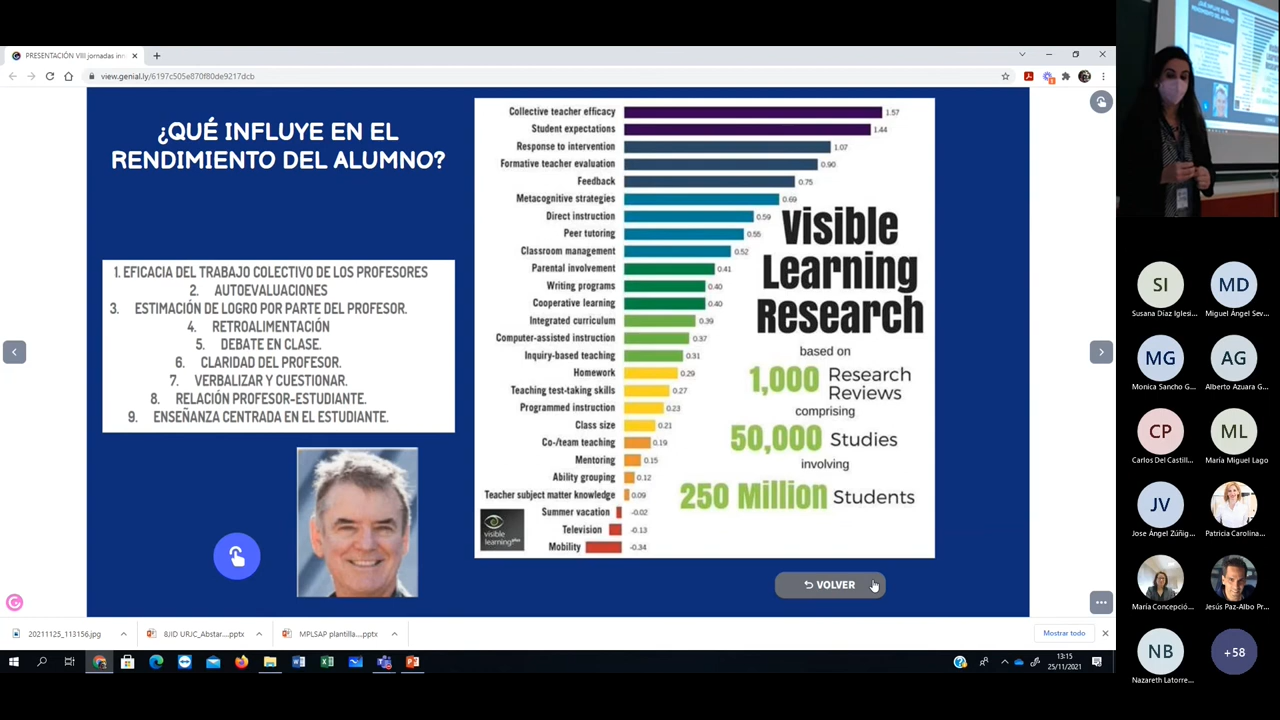 PRESENTACIÓN VIII jornadas inn
view.genial.ly/6197c505e870f80de9217dcb
¿QUÉ INFLUYE EN EL
RENDIMIENTO DEL ALUMNO?
1. EFICACIA DEL TRABAJO COLECTIVO DE LOS PROFESORES
2. AUTOEVALUACIONES
3. ESTIMACIÓN DE LOGRO POR PARTE DEL PROFESOR.
4. RETROALIMENTACIÓN
5. DEBATE EN CLASE.
6. CLARIDAD DEL PROFESOR.
7. VERBALIZAR Y CUESTIONAR.
8. RELACIÓN PROFESOR-ESTUDIANTE.
9. ENSEÑANZA CENTRADA EN EL ESTUDIANTE.
Collective teacher efficacy 1.57
Student expectations 1.44
Response to intervention 1.07
Formative teacher evaluation 0.90
Feedback 0.75
Metacognitive strategies 0.69
Direct instruction 0.59
Peer tutoring 0.55
Classroom management 0.52
Parental involvement 0.41
Writing programs 0.40
Cooperative learning 0.40
Integrated curriculum 0.39
Computer-assisted instruction 0.37
Inquiry-based teaching 0.31
Homework 0.29
Teaching test-taking skills 0.27
Programmed instruction 0.23
Class size 0.21
Co-/team teaching 0.19
Mentoring 0.15
Ability grouping 0.12
Teacher subject matter knowledge 0.09
Summer vacation -0.02
Television -0.13
Mobility -0.34
Visible
Learning
Research
based on
1,000 Research
Reviews
comprising
50,000 Studies
involving
250 Million Students
visible
learning plus
VOLVER
20211125_113156.jpg
8JID URJC_Abstar....pptx
MPLSAP plantilla....pptx
Mostrar todo
13:15
25/11/2021
¿QUÉ INFLUYE EN EL
RENDIMIENTO DEL ALUMNO?
SI
Susana Díaz Iglesi...
MD
Miguel Ángel Sev...
MG
Monica Sancho G...
AG
Alberto Azuara G...
CP
Carlos Del Castill...
ML
María Miguel Lago
JV
Jose Ángel Zúñig...
Patricia Carolina...
María Concepció...
Jesús Paz-Albo Pr...
NB
Nazareth Latorre...
+58